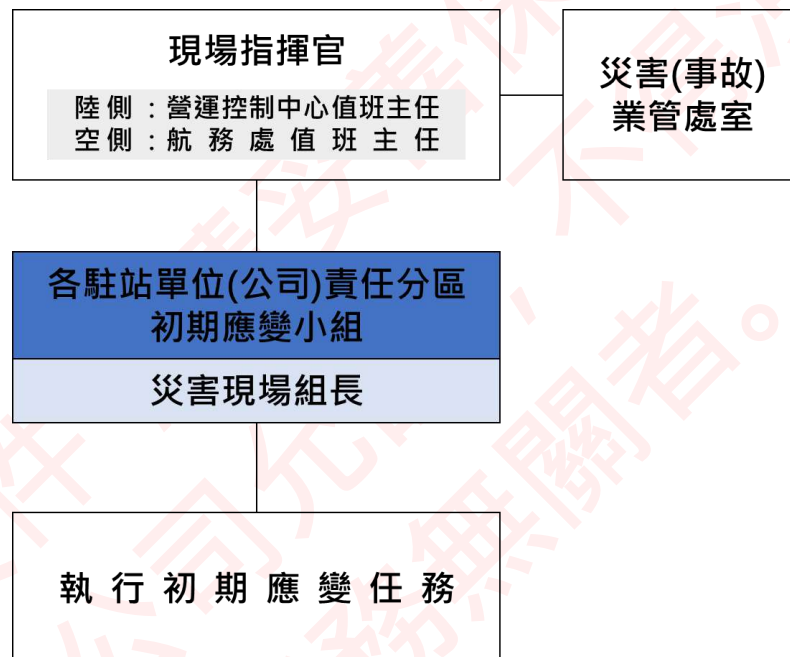 現場指揮官
陸側：營運控制中心值班主任
空側：航務處值班主任
災害(事故)
業管處室
各駐站單位(公司)責任分區
初期應變小組
災害現場組長
執行初期應變任務